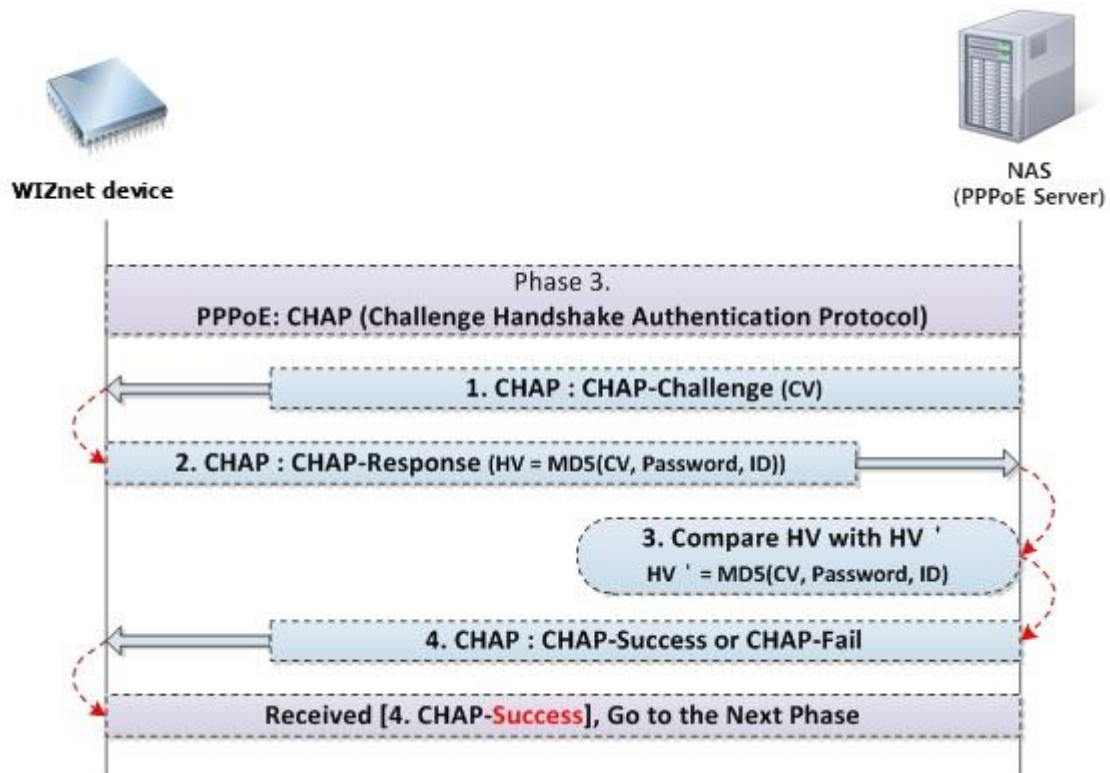 WIZnet device
NAS
(PPPoE Server)
Phase 3.
PPPoE: CHAP (Challenge Handshake Authentication Protocol)
1. CHAP : CHAP-Challenge (CV)
2. CHAP : CHAP-Response (HV = MD5(CV, Password, ID))
3. Compare HV with HV '
HV ' = MD5(CV, Password, ID)
4. CHAP : CHAP-Success or CHAP-Fail
Received [4. CHAP-Success], Go to the Next Phase